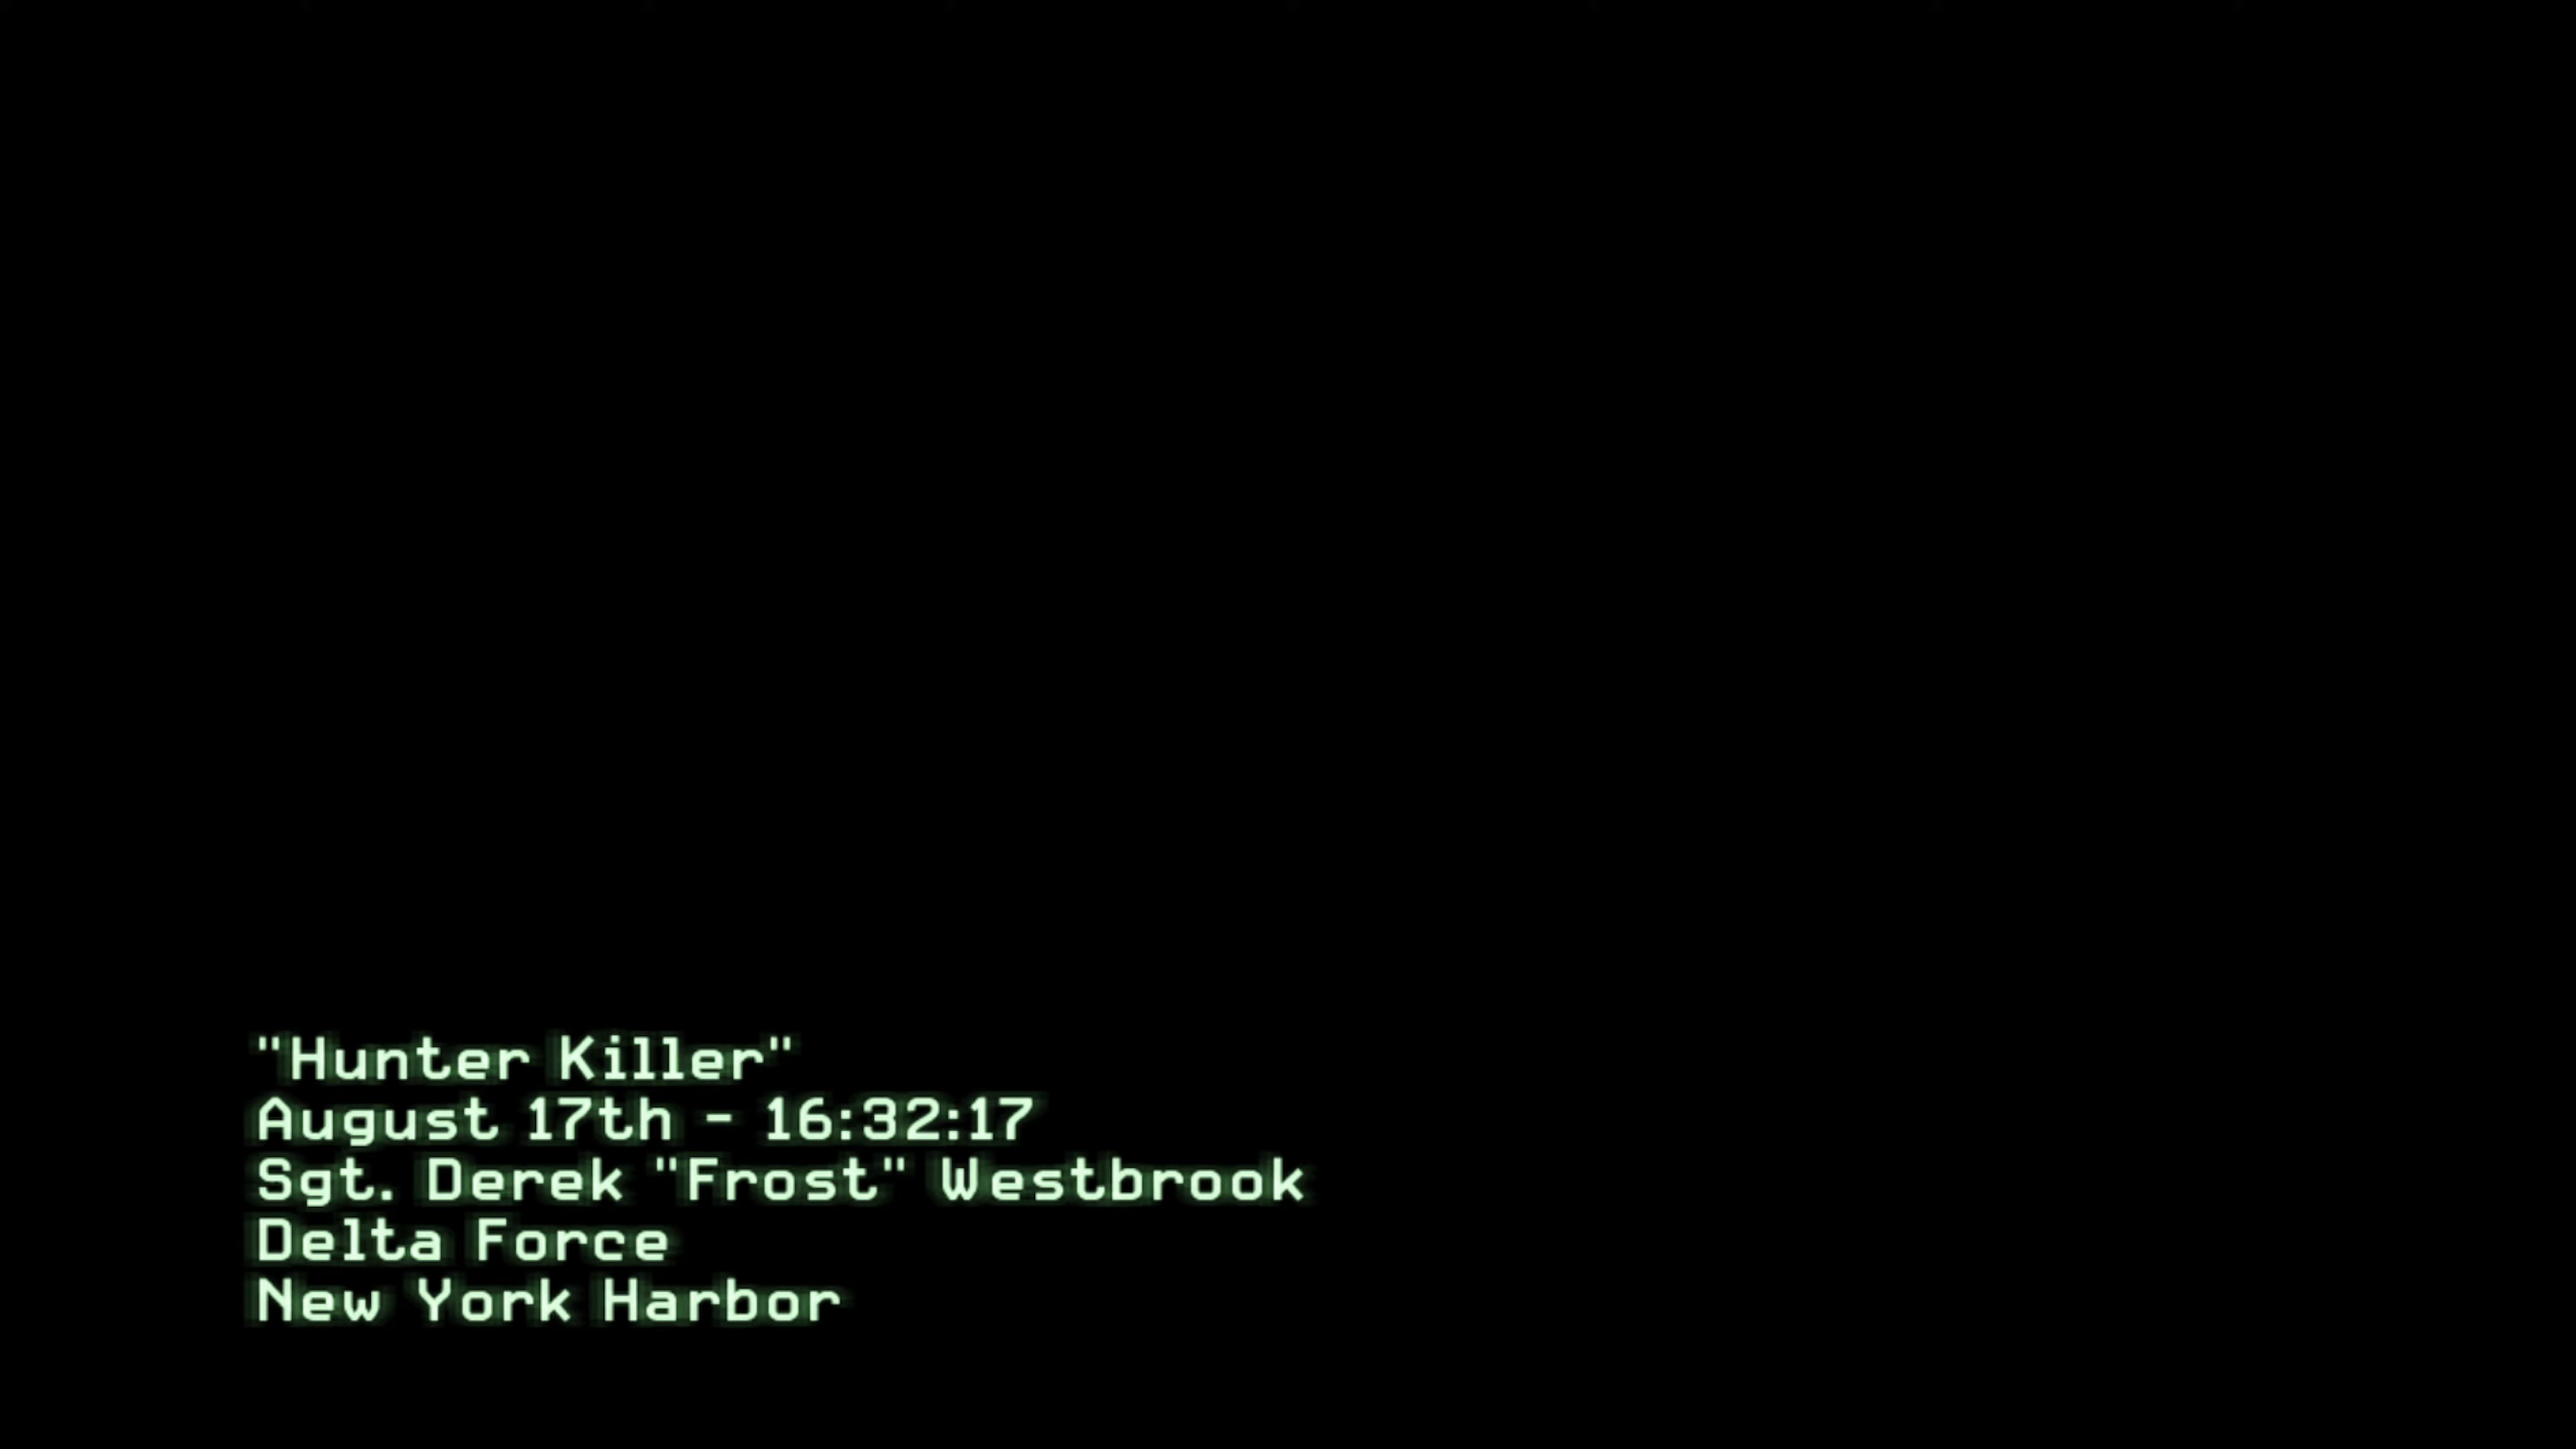 "Hunter Killer"
August 17th - 16:32:17
Sgt. Derek "Frost" Westbrook
Delta Force
New York Harbor